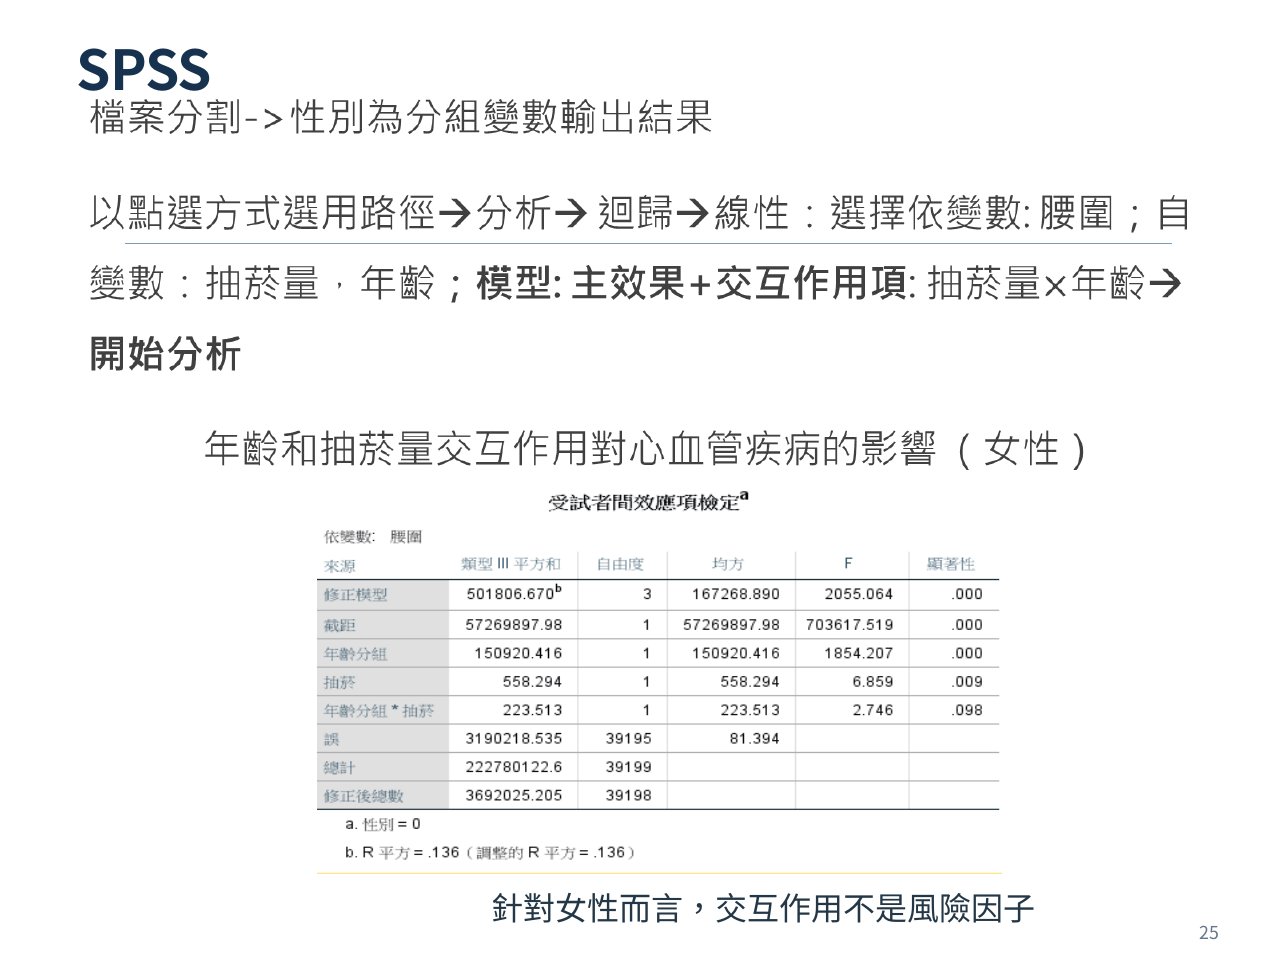 SPSS
檔案分割->性別為分組變數輸出結果
以點選方式選用路徑→分析→ 迴歸→線性：選擇依變數: 腰圍；自
變數：抽菸量，年齡；模型: 主效果+交互作用項: 抽菸量×年齡→
開始分析
年齡和抽菸量交互作用對心血管疾病的影響（女性）
受試者間效應項檢定a
依變數: 腰圍
來源 類型 III 平方和 自由度 均方 F 顯著性
修正模型 501806.670b 3 167268.890 2055.064 .000
截距 57269897.98 1 57269897.98 703617.519 .000
年齡分組 150920.416 1 150920.416 1854.207 .000
抽菸 558.294 1 558.294 6.859 .009
年齡分組 * 抽菸 223.513 1 223.513 2.746 .098
誤 3190218.535 39195 81.394
總計 222780122.6 39199
修正後總數 3692025.205 39198
a. 性別 = 0
b. R 平方 = .136（調整的 R 平方 = .136）
針對女性而言，交互作用不是風險因子
25